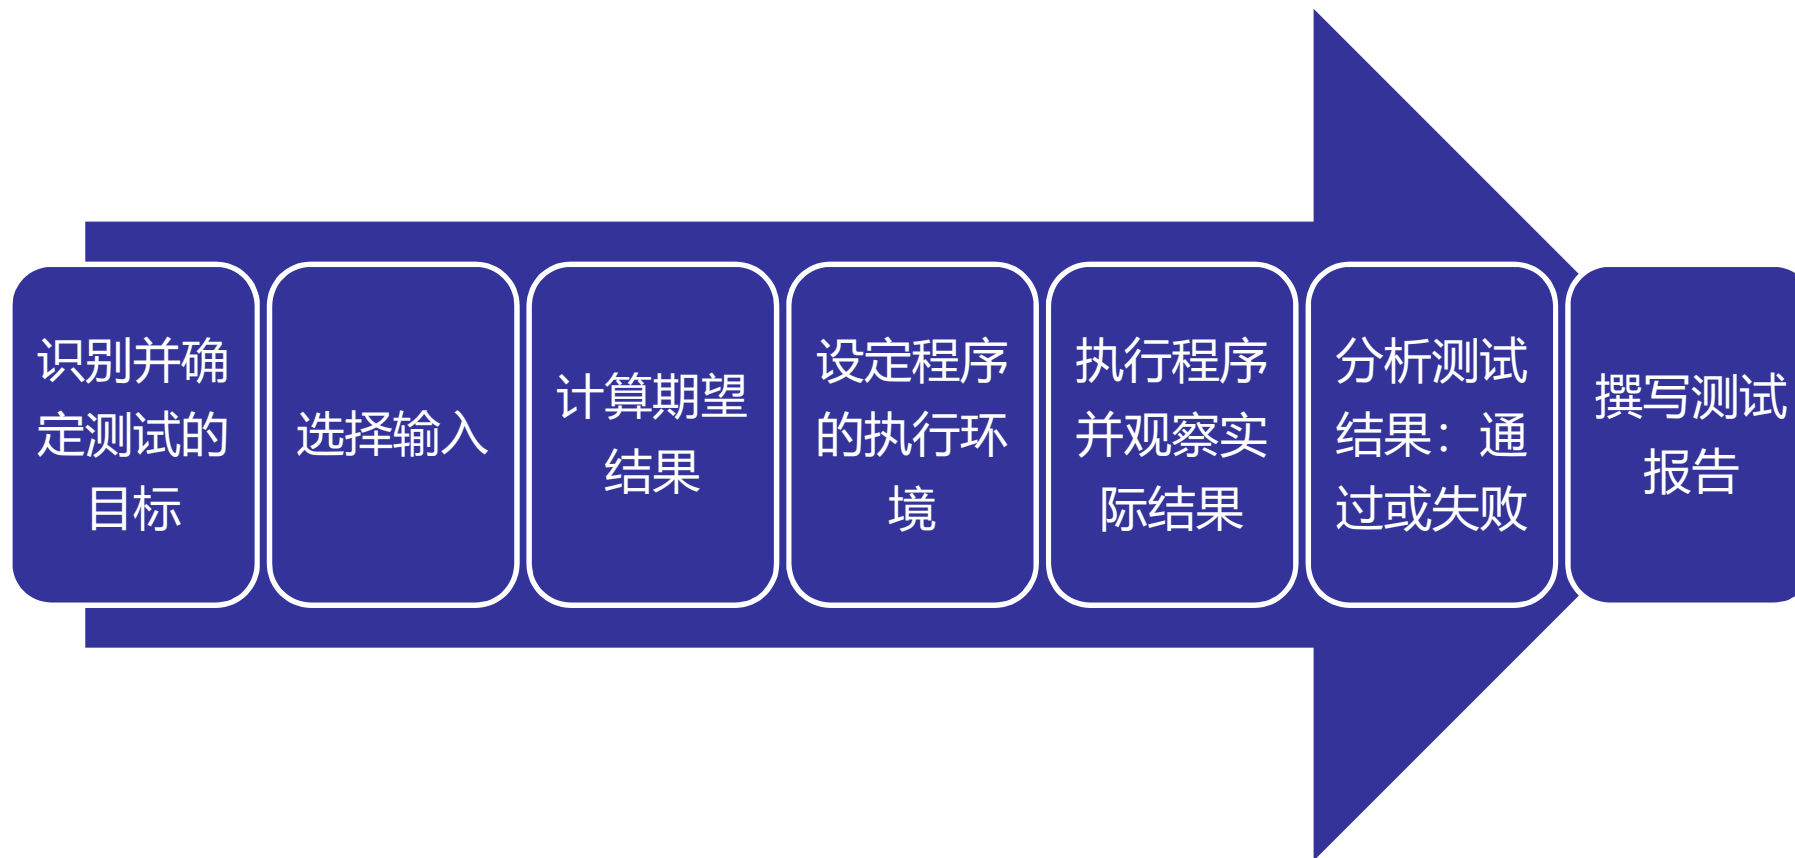 识别并确
定测试的
目标
选择输入
计算期望
结果
设定程序
的执行环
境
执行程序
并观察实
际结果
分析测试
结果：通
过或失败
撰写测试
报告